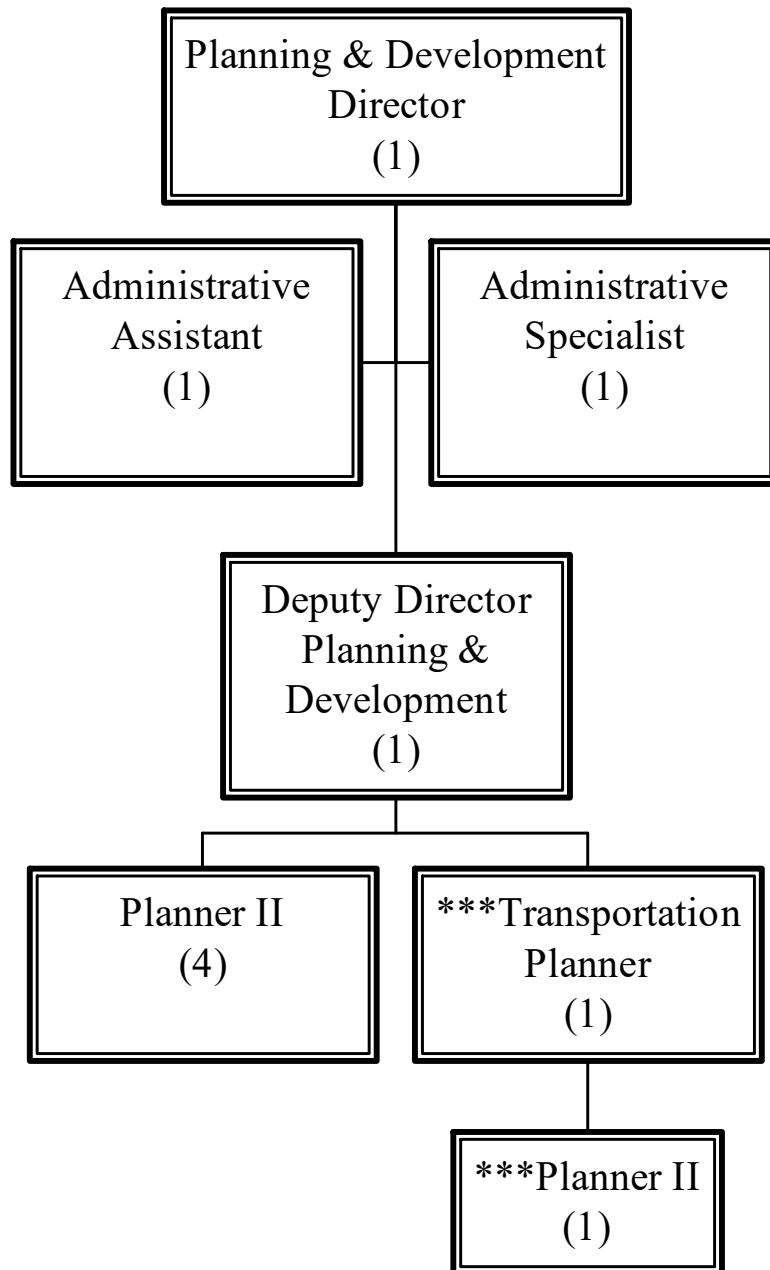 Planning & Development
Director
(1)
Administrative
Assistant
(1)
Administrative
Specialist
(1)
Deputy Director
Planning &
Development
(1)
Planner II
(4)
***Transportation
Planner
(1)
***Planner II
(1)